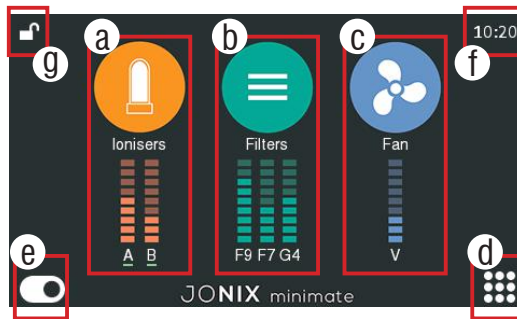 a b c
10:20
g f
Ionisers Filters Fan
A B F9 F7 G4 V
e d
JONIX minimate